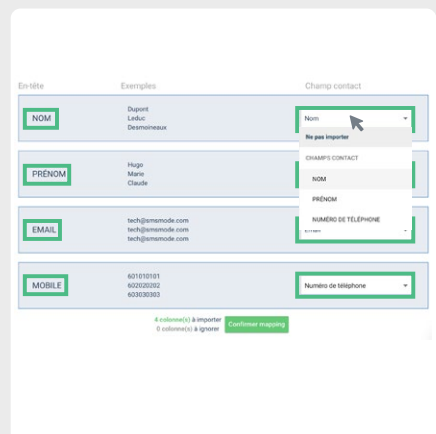 En-tête Exemples Champ contact
NOM
Dupont
Leduc
Desmoineaux
Nom
Ne pas importer
CHAMPS CONTACT
NOM
PRÉNOM
NUMÉRO DE TÉLÉPHONE
PRÉNOM
Hugo
Marie
Claude
EMAIL
tech@smsmode.com
tech@smsmode.com
tech@smsmode.com
Email
MOBILE
601010101
602020202
603030303
Numéro de téléphone
4 colonne(s) à importer
0 colonne(s) à ignorer
Confirmer mapping